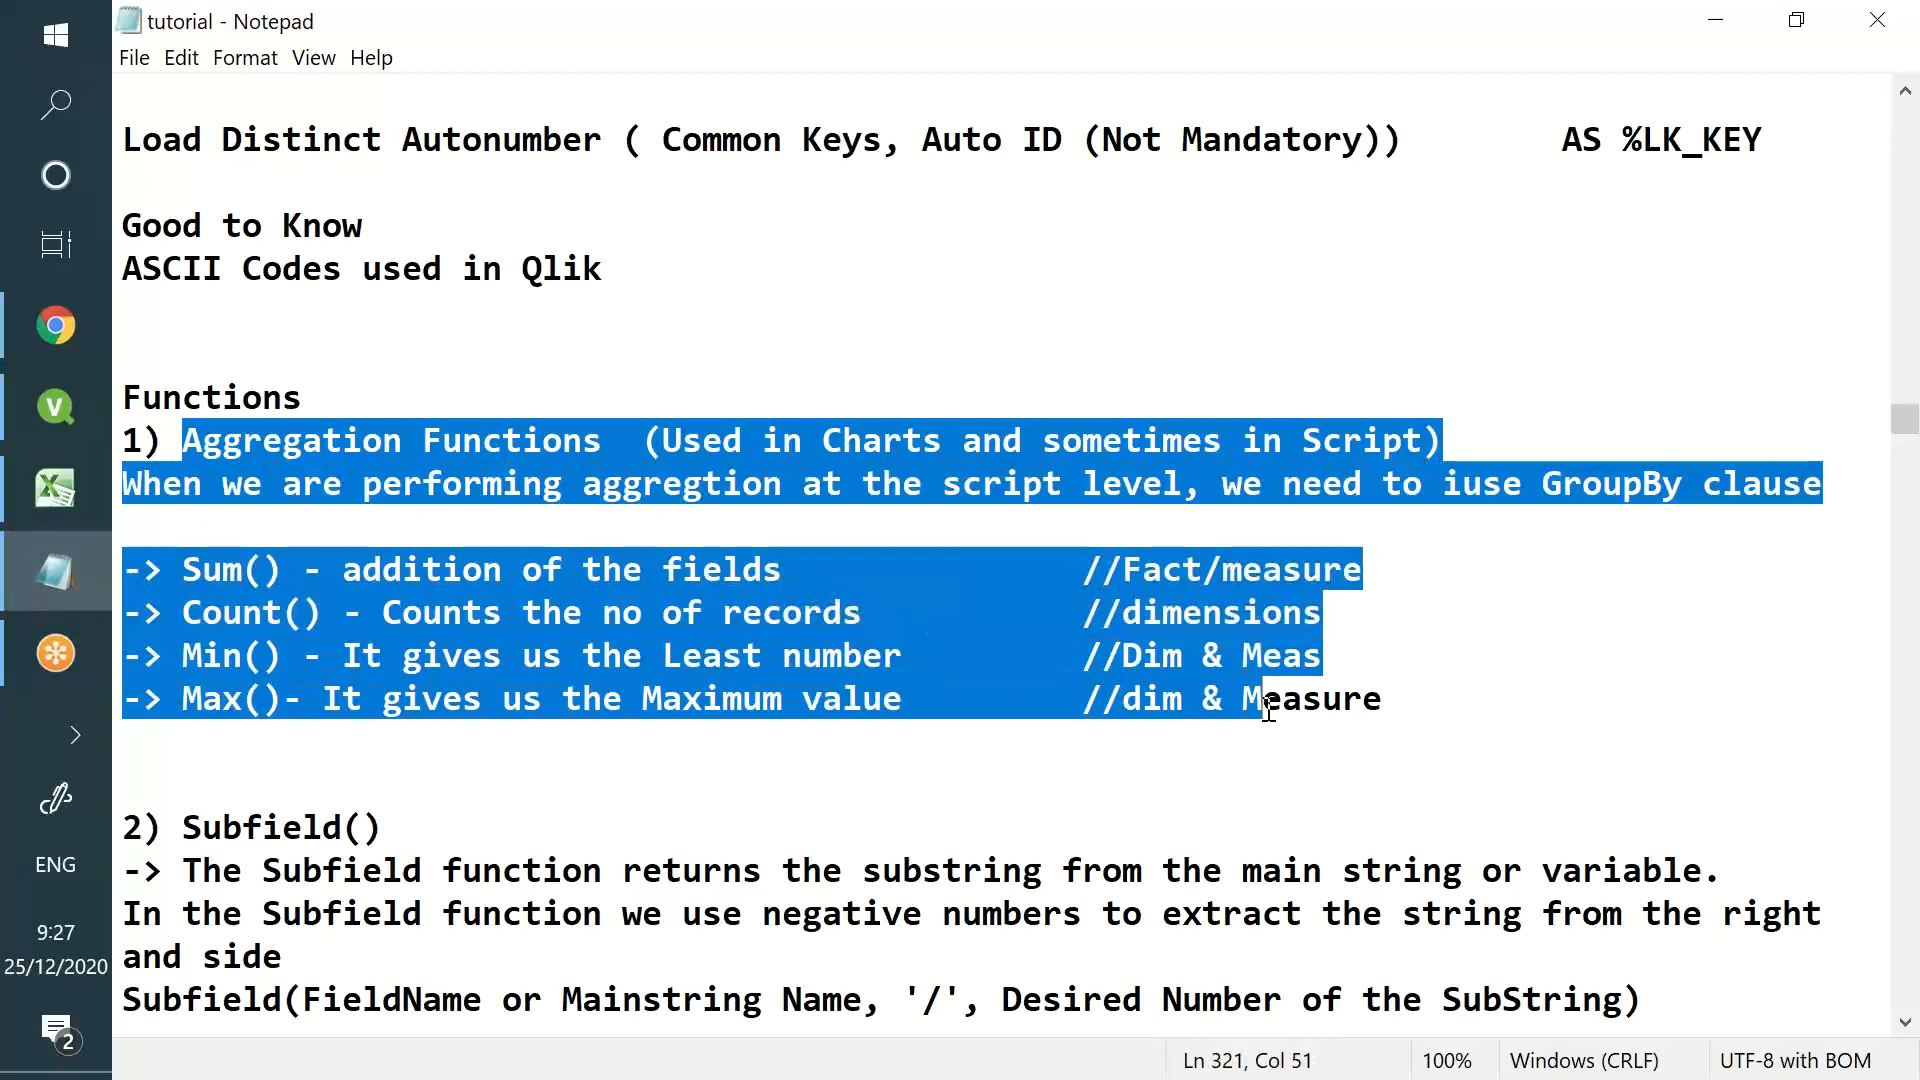 tutorial - Notepad
File Edit Format View Help
Load Distinct Autonumber ( Common Keys, Auto ID (Not Mandatory)) AS %LK_KEY
Good to Know
ASCII Codes used in Qlik
Functions
1) Aggregation Functions (Used in Charts and sometimes in Script)
When we are performing aggregtion at the script level, we need to iuse GroupBy clause
-> Sum() - addition of the fields //Fact/measure
-> Count() - Counts the no of records //dimensions
-> Min() - It gives us the Least number //Dim & Meas
-> Max()- It gives us the Maximum value //dim & Measure
2) Subfield()
-> The Subfield function returns the substring from the main string or variable.
In the Subfield function we use negative numbers to extract the string from the right
and side
Subfield(FieldName or Mainstring Name, '/', Desired Number of the SubString)
ENG
9:27
25/12/2020
2
Ln 321, Col 51 100% Windows (CRLF) UTF-8 with BOM